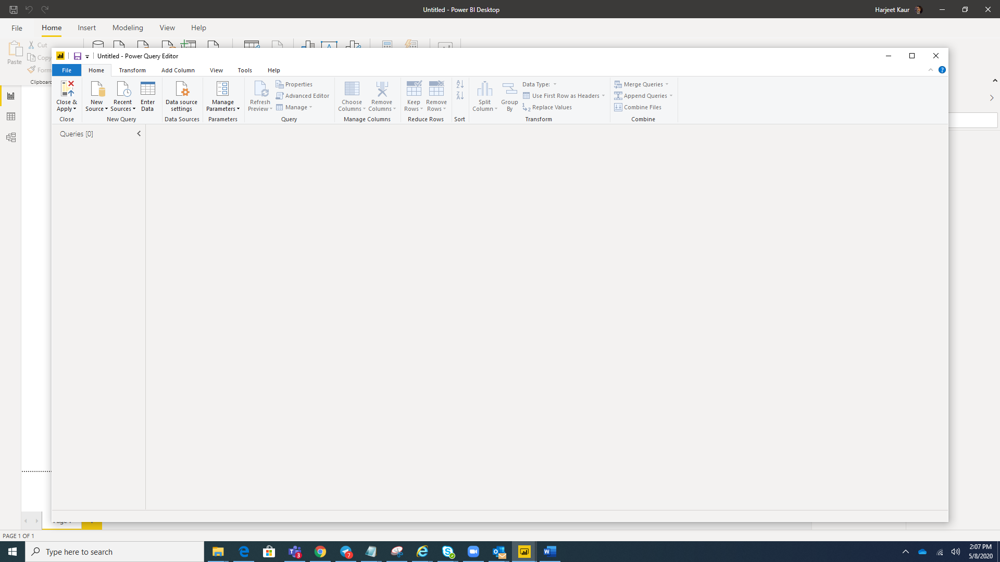 Untitled - Power BI Desktop
Harjeet Kaur
File Home Insert Modeling View Help
Paste
Cut
Copy
Form
Clipboard
Untitled - Power Query Editor
File Home Transform Add Column View Tools Help
Close & Apply
Close
New Source
Recent Sources
Enter Data
New Query
Data source settings
Data Sources
Manage Parameters
Parameters
Refresh Preview
Properties
Advanced Editor
Manage
Query
Choose Columns
Remove Columns
Manage Columns
Keep Rows
Remove Rows
Reduce Rows
Sort
Split Column
Group By
Data Type:
Use First Row as Headers
Replace Values
Transform
Merge Queries
Append Queries
Combine Files
Combine
Queries [0]
PAGE 1 OF 1
Type here to search
3
7
2:07 PM
5/8/2020